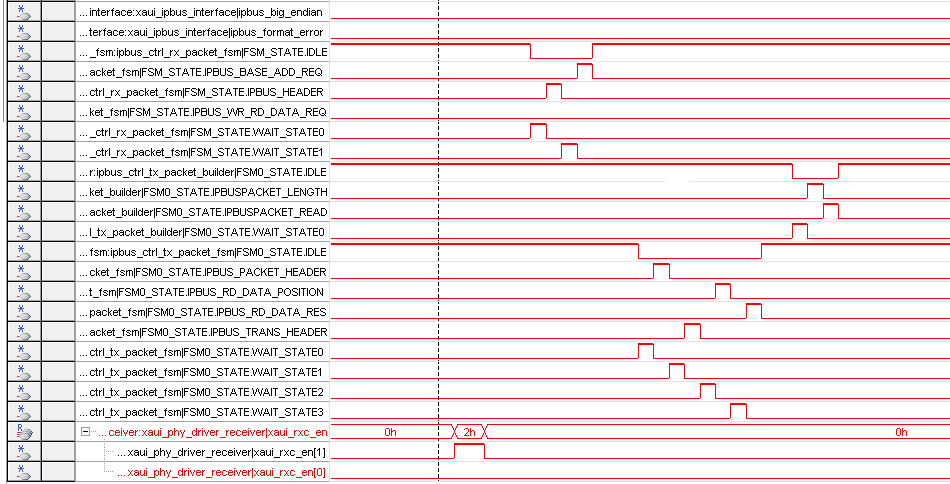 ...interface:xaui_ipbus_interface|ipbus_big_endian
...terface:xaui_ipbus_interface|ipbus_format_error
..._fsm:ipbus_ctrl_rx_packet_fsm|FSM_STATE.IDLE
...acket_fsm|FSM_STATE.IPBUS_BASE_ADD_REQ
...ctrl_rx_packet_fsm|FSM_STATE.IPBUS_HEADER
...ket_fsm|FSM_STATE.IPBUS_WR_RD_DATA_REQ
..._ctrl_rx_packet_fsm|FSM_STATE.WAIT_STATE0
..._ctrl_rx_packet_fsm|FSM_STATE.WAIT_STATE1
...r:ipbus_ctrl_tx_packet_builder|FSM0_STATE.IDLE
...ket_builder|FSM0_STATE.IPBUSPACKET_LENGTH
...acket_builder|FSM0_STATE.IPBUSPACKET_READ
...l_tx_packet_builder|FSM0_STATE.WAIT_STATE0
...fsm:ipbus_ctrl_tx_packet_fsm|FSM0_STATE.IDLE
...cket_fsm|FSM0_STATE.IPBUS_PACKET_HEADER
...t_fsm|FSM0_STATE.IPBUS_RD_DATA_POSITION
...packet_fsm|FSM0_STATE.IPBUS_RD_DATA_RES
...acket_fsm|FSM0_STATE.IPBUS_TRANS_HEADER
...ctrl_tx_packet_fsm|FSM0_STATE.WAIT_STATE0
...ctrl_tx_packet_fsm|FSM0_STATE.WAIT_STATE1
...ctrl_tx_packet_fsm|FSM0_STATE.WAIT_STATE2
...ctrl_tx_packet_fsm|FSM0_STATE.WAIT_STATE3
R ...ceiver:xaui_phy_driver_receiver|xaui_rxc_en 0h 2h 0h
...xaui_phy_driver_receiver|xaui_rxc_en[1]
...xaui_phy_driver_receiver|xaui_rxc_en[0]